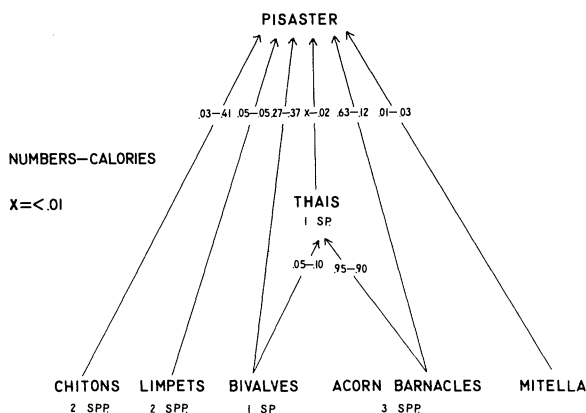 PISASTER
.03–.41 .05–.05 .27–.37 X–.02 .63–.12 .01–.03
NUMBERS–CALORIES
X=<.01
THAIS
1 SP.
.05–.10 .95–.90
CHITONS LIMPETS BIVALVES ACORN BARNACLES MITELLA
2 SPP. 2 SPP. 1 SP. 3 SPP.